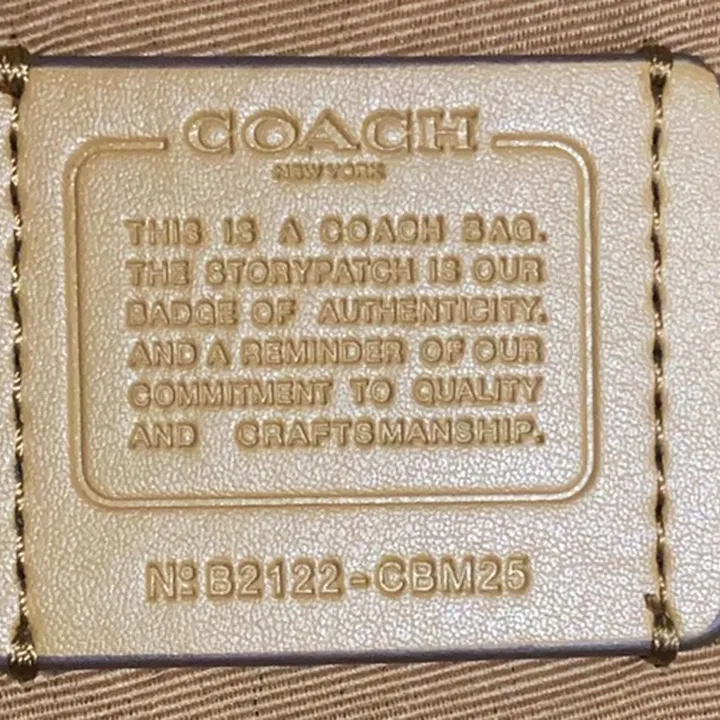 COACH
NEW YORK
THIS IS A COACH BAG.
THE STORYPATCH IS OUR
BADGE OF AUTHENTICITY.
AND A REMINDER OF OUR
COMMITMENT TO QUALITY
AND CRAFTSMANSHIP.
Nº B2122-CBM25